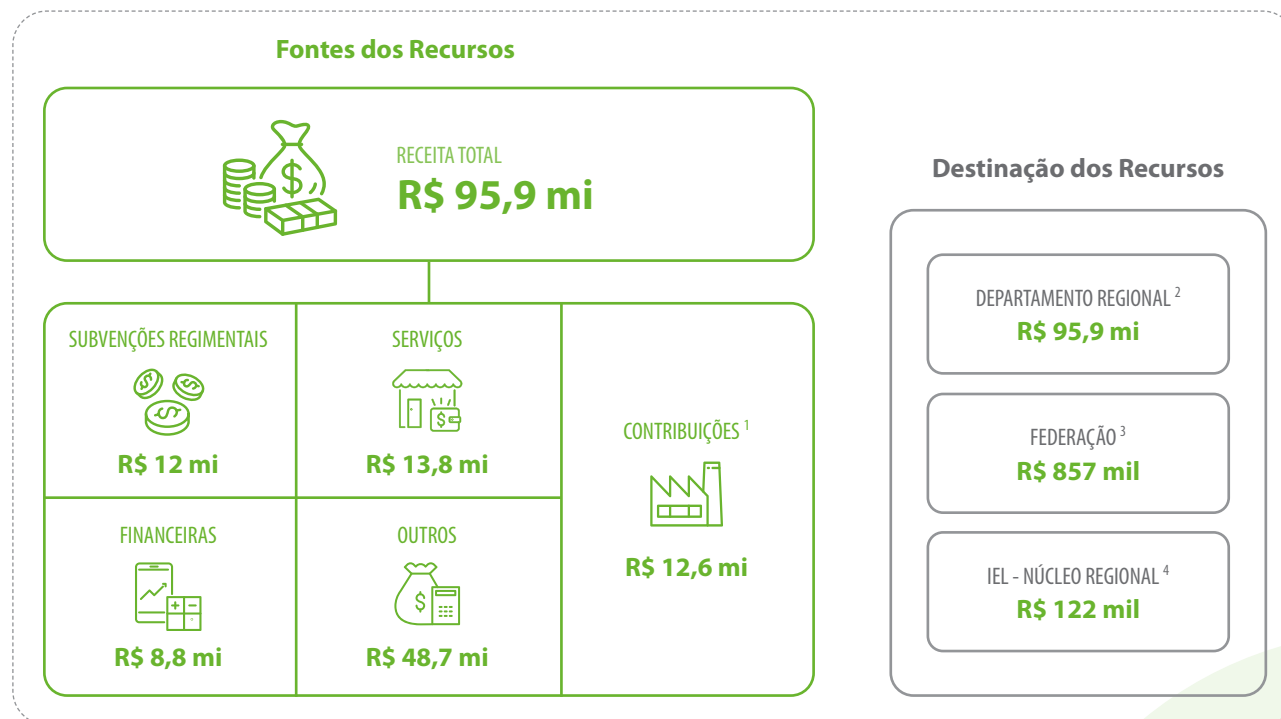 Fontes dos Recursos
RECEITA TOTAL
R$ 95,9 mi
SUBVENÇÕES REGIMENTAIS
R$ 12 mi
SERVIÇOS
R$ 13,8 mi
FINANCEIRAS
R$ 8,8 mi
OUTROS
R$ 48,7 mi
CONTRIBUIÇÕES ¹
R$ 12,6 mi
Destinação dos Recursos
DEPARTAMENTO REGIONAL ²
R$ 95,9 mi
FEDERAÇÃO ³
R$ 857 mil
IEL - NÚCLEO REGIONAL ⁴
R$ 122 mil